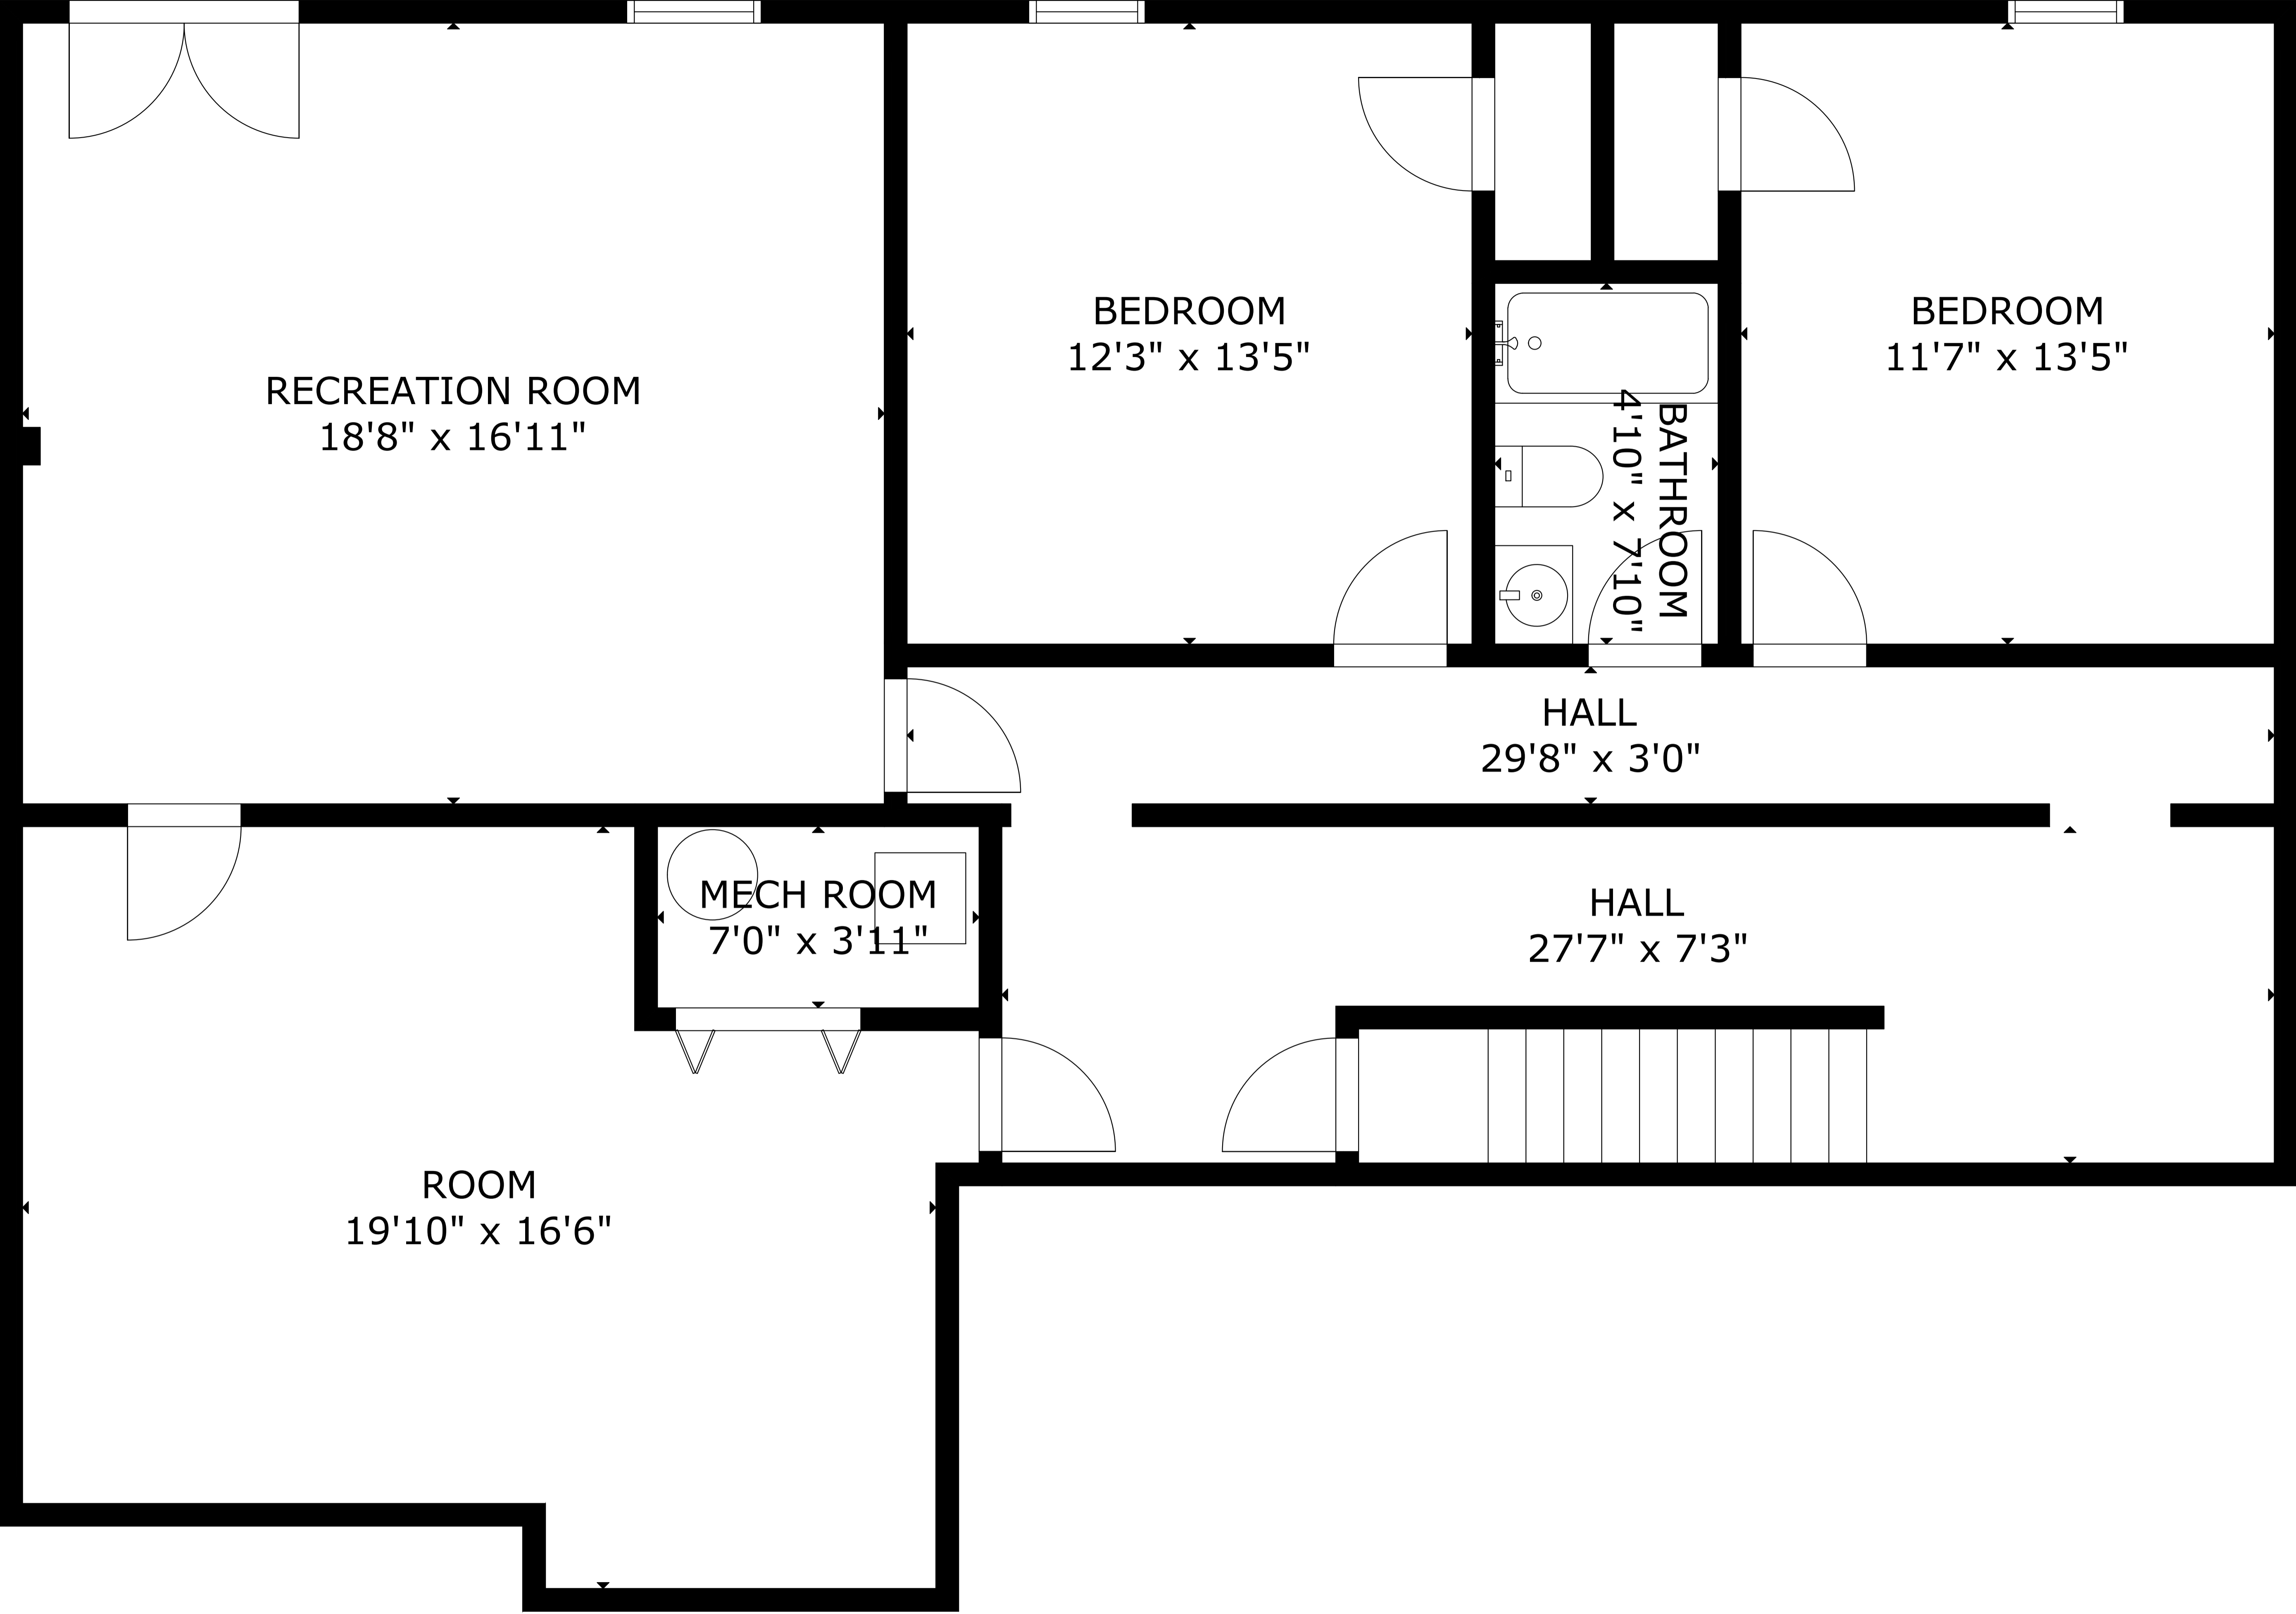 RECREATION ROOM
18'8" x 16'11"
BEDROOM
12'3" x 13'5"
BATHROOM
4'10" x 7'10"
BEDROOM
11'7" x 13'5"
HALL
29'8" x 3'0"
MECH ROOM
7'0" x 3'11"
HALL
27'7" x 7'3"
ROOM
19'10" x 16'6"